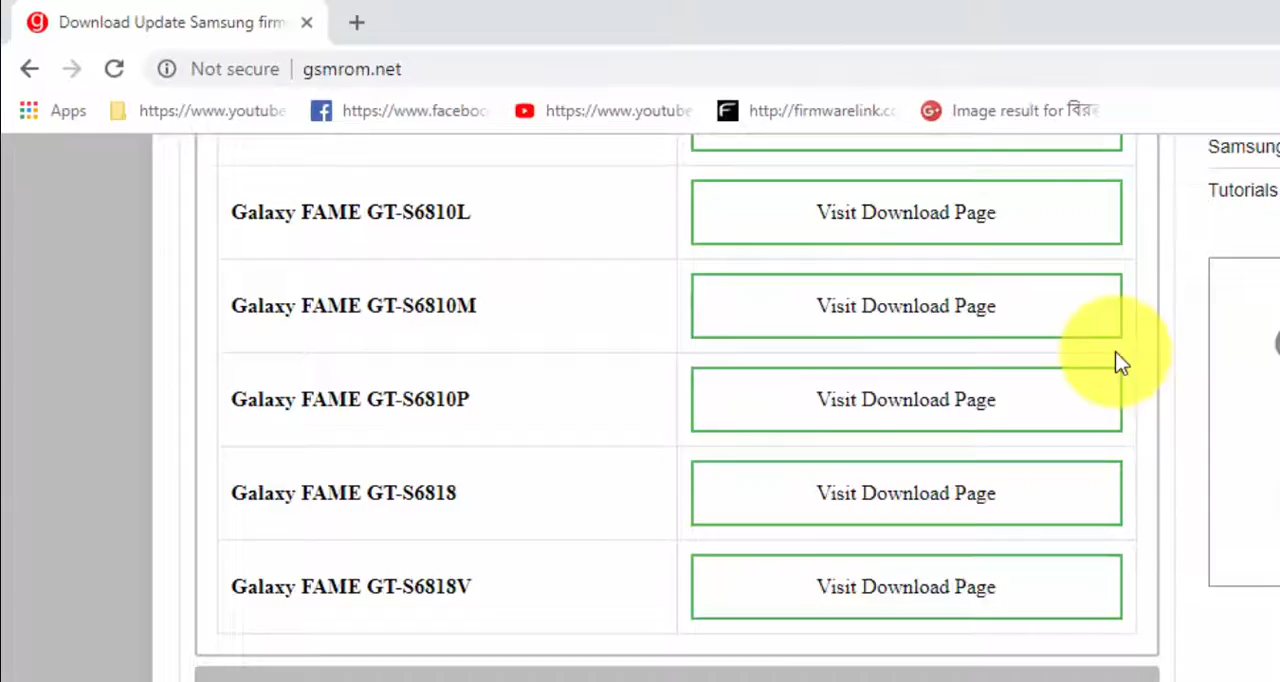 Download Update Samsung firm
Not secure
gsmrom.net
Apps
https://www.youtube
https://www.faceboo
https://www.youtube
http://firmwarelink.co
Image result for বির
Samsung
Galaxy FAME GT-S6810L
Visit Download Page
Tutorials
Galaxy FAME GT-S6810M
Visit Download Page
Galaxy FAME GT-S6810P
Visit Download Page
Galaxy FAME GT-S6818
Visit Download Page
Galaxy FAME GT-S6818V
Visit Download Page